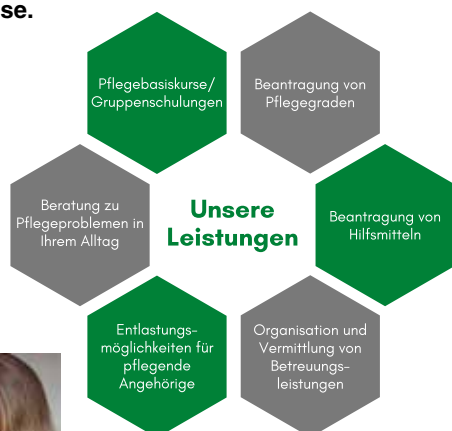 se.
Pflegebasiskurse/
Gruppenschulungen
Beantragung von
Pflegegraden
Beratung zu
Pflegeproblemen in
Ihrem Alltag
Unsere
Leistungen
Beantragung von
Hilfsmitteln
Entlastungs-
möglichkeiten für
pflegende
Angehörige
Organisation und
Vermittlung von
Betreuungs-
leistungen